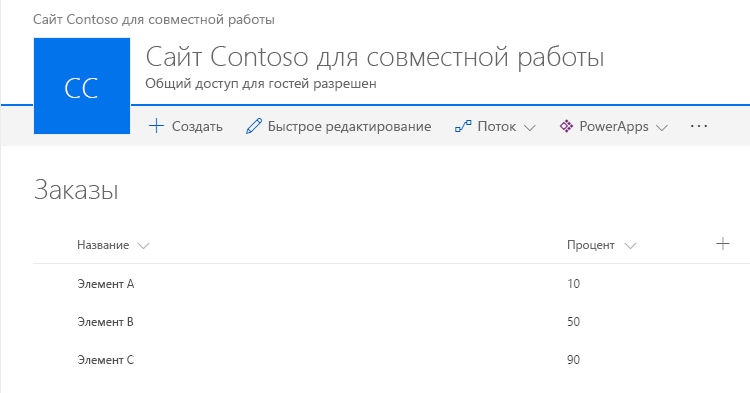 Сайт Contoso для совместной работы
CC
Сайт Contoso для совместной работы
Общий доступ для гостей разрешен
Создать Быстрое редактирование Поток PowerApps ...
Заказы
Название Процент
Элемент A 10
Элемент B 50
Элемент C 90